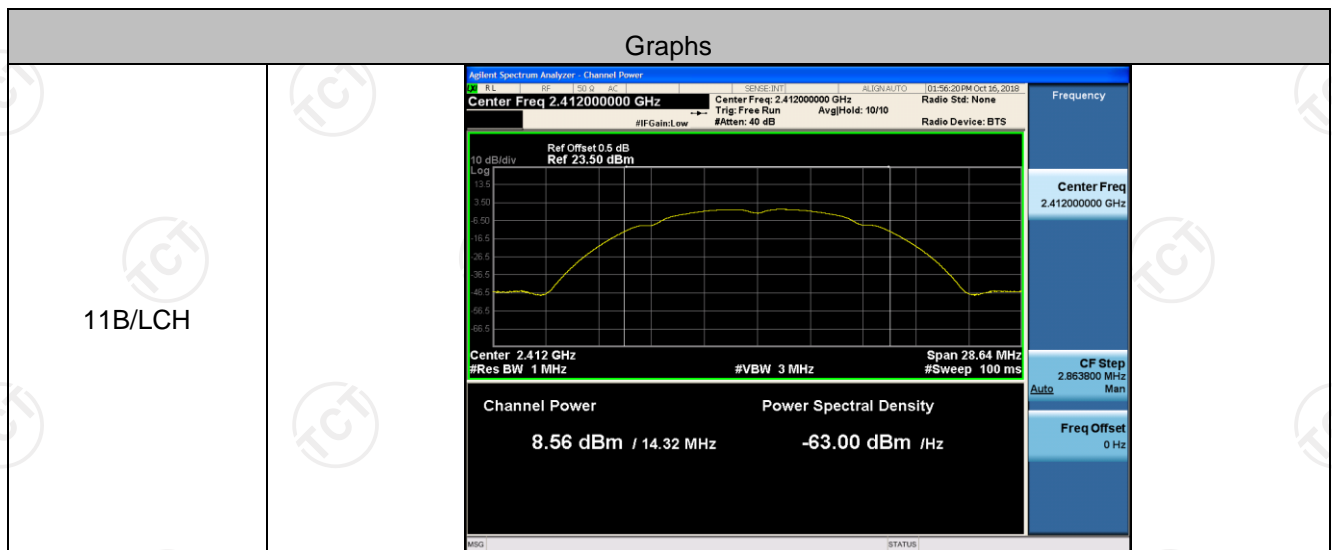 Graphs
11B/LCH
Agilent Spectrum Analyzer - Channel Power
RL RF 50 Ω AC SENSE:INT ALIGN AUTO 01:56:20 PM Oct 16, 2018
Center Freq 2.412000000 GHz
Center Freq: 2.412000000 GHz
Radio Std: None
Trig: Free Run Avg|Hold: 10/10
#IFGain:Low #Atten: 40 dB Radio Device: BTS
Ref Offset 0.5 dB
10 dB/div Ref 23.50 dBm
Log
13.5
3.50
-6.50
-16.5
-26.5
-36.5
-46.5
-56.5
-66.5
Center 2.412 GHz Span 28.64 MHz
#Res BW 1 MHz #VBW 3 MHz #Sweep 100 ms
Channel Power Power Spectral Density
8.56 dBm / 14.32 MHz -63.00 dBm /Hz
MSG STATUS
Frequency
Center Freq
2.412000000 GHz
CF Step
2.863800 MHz
Auto Man
Freq Offset
0 Hz
TCT
TCT
TCT
TCT
TCT